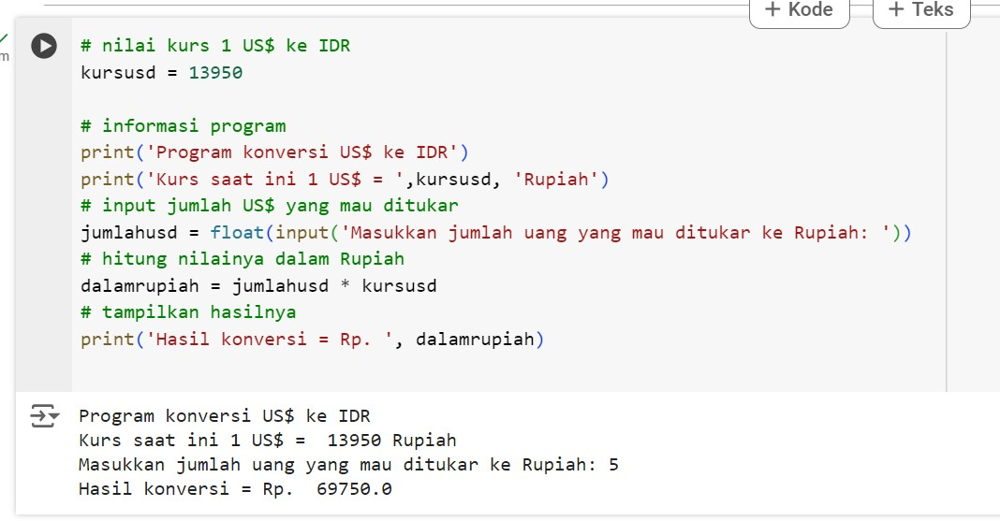 + Kode + Teks
m
# nilai kurs 1 US$ ke IDR
kursusd = 13950
# informasi program
print('Program konversi US$ ke IDR')
print('Kurs saat ini 1 US$ = ',kursusd, 'Rupiah')
# input jumlah US$ yang mau ditukar
jumlahusd = float(input('Masukkan jumlah uang yang mau ditukar ke Rupiah: '))
# hitung nilainya dalam Rupiah
dalamrupiah = jumlahusd * kursusd
# tampilkan hasilnya
print('Hasil konversi = Rp. ', dalamrupiah)
Program konversi US$ ke IDR
Kurs saat ini 1 US$ =  13950 Rupiah
Masukkan jumlah uang yang mau ditukar ke Rupiah: 5
Hasil konversi = Rp.  69750.0